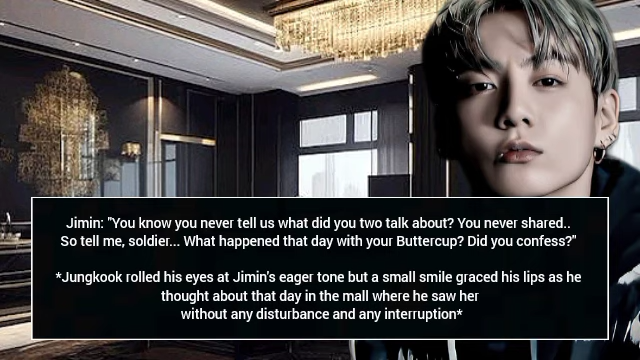 Jimin: "You know you never tell us what did you two talk about? You never shared..
So tell me, soldier... What happened that day with your Buttercup? Did you confess?"
*Jungkook rolled his eyes at Jimin's eager tone but a small smile graced his lips as he
thought about that day in the mall where he saw her
without any disturbance and any interruption*